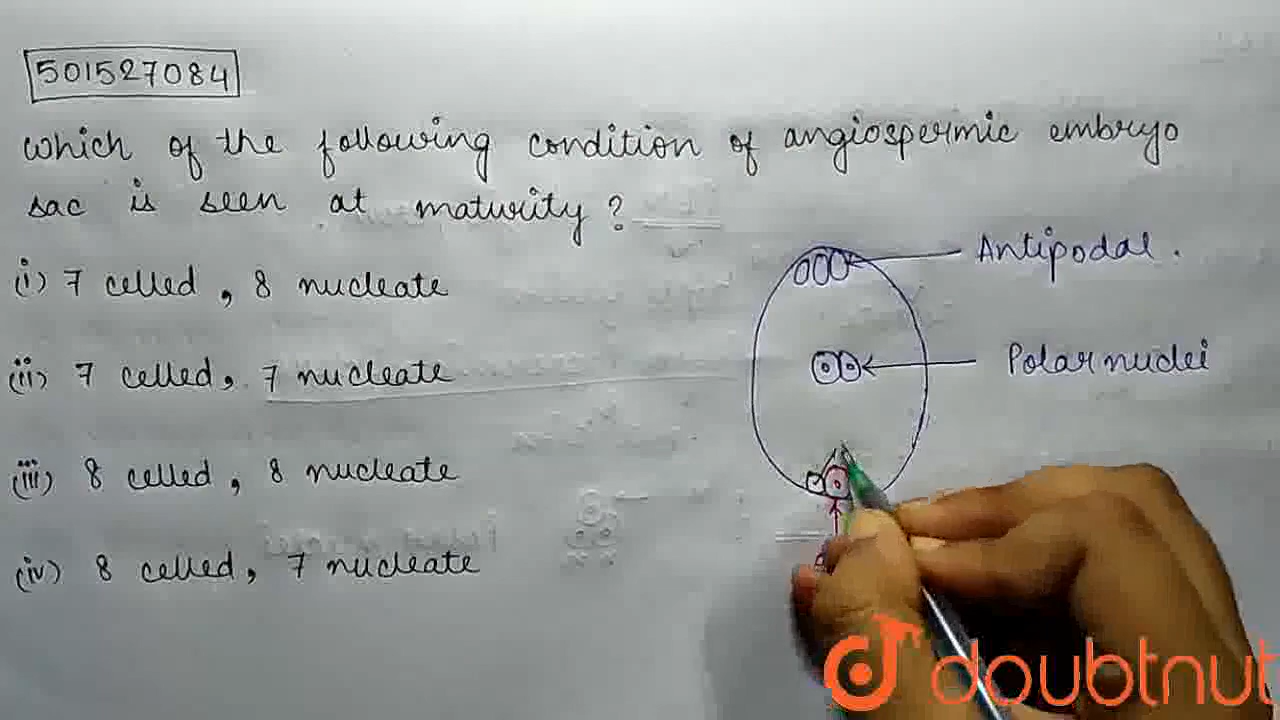 501527084
which of the following condition of angiospermic embryo
sac is seen at maturity?
(i) 7 celled, 8 nucleate
(ii) 7 celled, 7 nucleate
(iii) 8 celled, 8 nucleate
(iv) 8 celled, 7 nucleate
Antipodal.
Polar nuclei
doubtnut